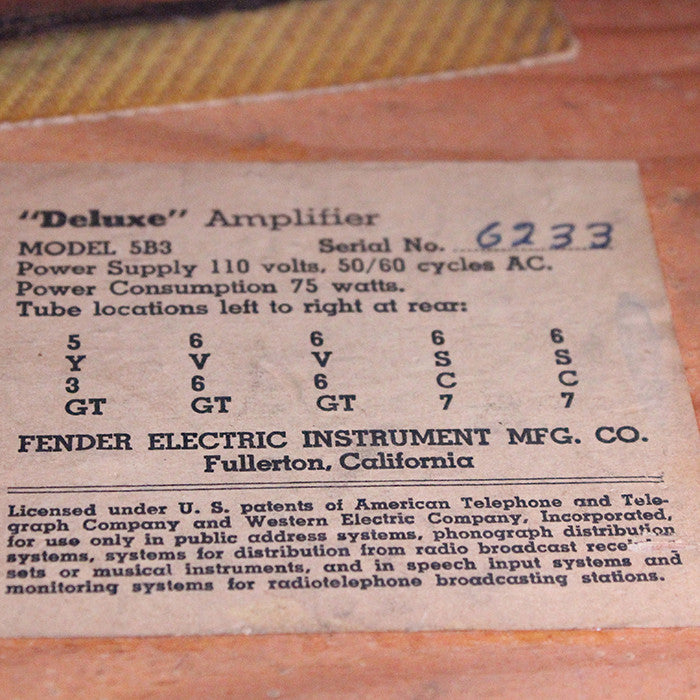 "Deluxe" Amplifier
MODEL 5B3 Serial No. 6233
Power Supply 110 volts, 50/60 cycles AC.
Power Consumption 75 watts.
Tube locations left to right at rear:
5 6 6 6 6
Y V V S S
3 6 6 C C
GT GT GT 7 7
FENDER ELECTRIC INSTRUMENT MFG. CO.
Fullerton, California
Licensed under U. S. patents of American Telephone and Tele-
graph Company and Western Electric Company, Incorporated,
for use only in public address systems, phonograph distribution
systems, systems for distribution from radio broadcast
sets or musical instruments, and in speech input systems and
monitoring systems for radiotelephone broadcasting stations.